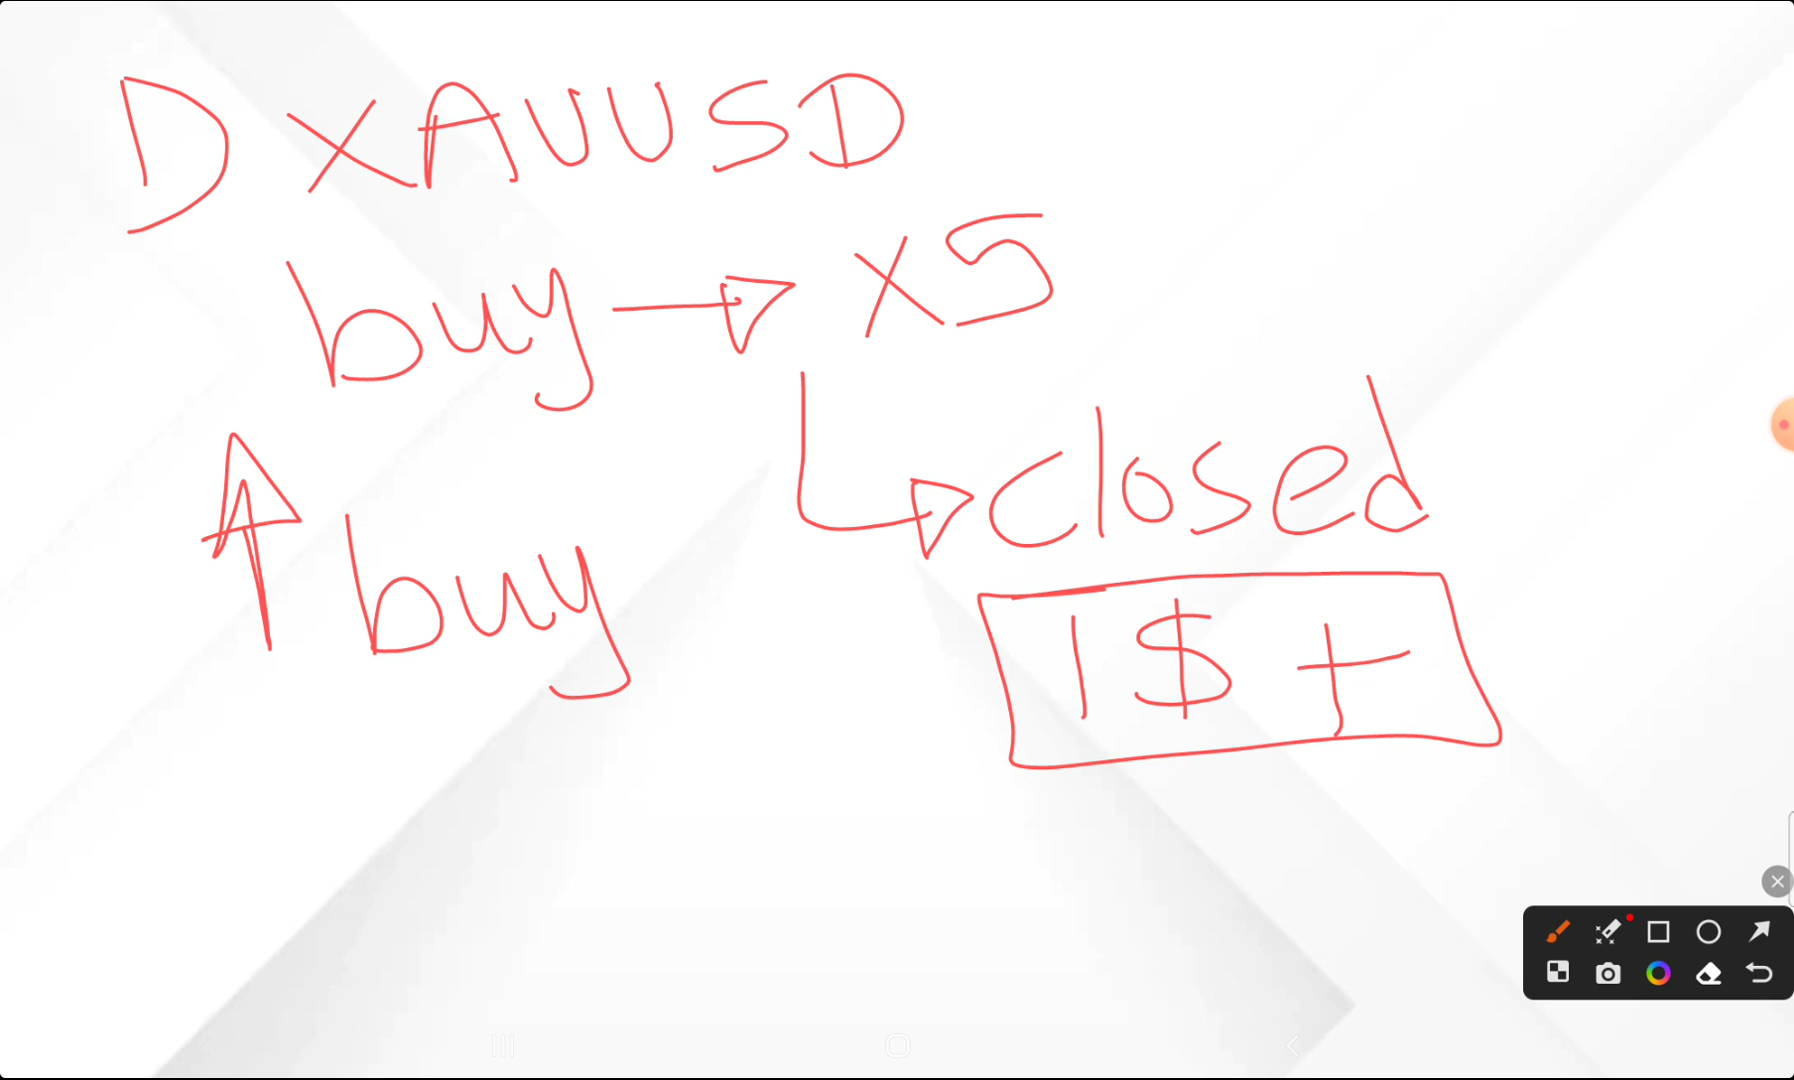 D XAUUSD
buy → x5
↳ closed
↑ buy
1 $ +